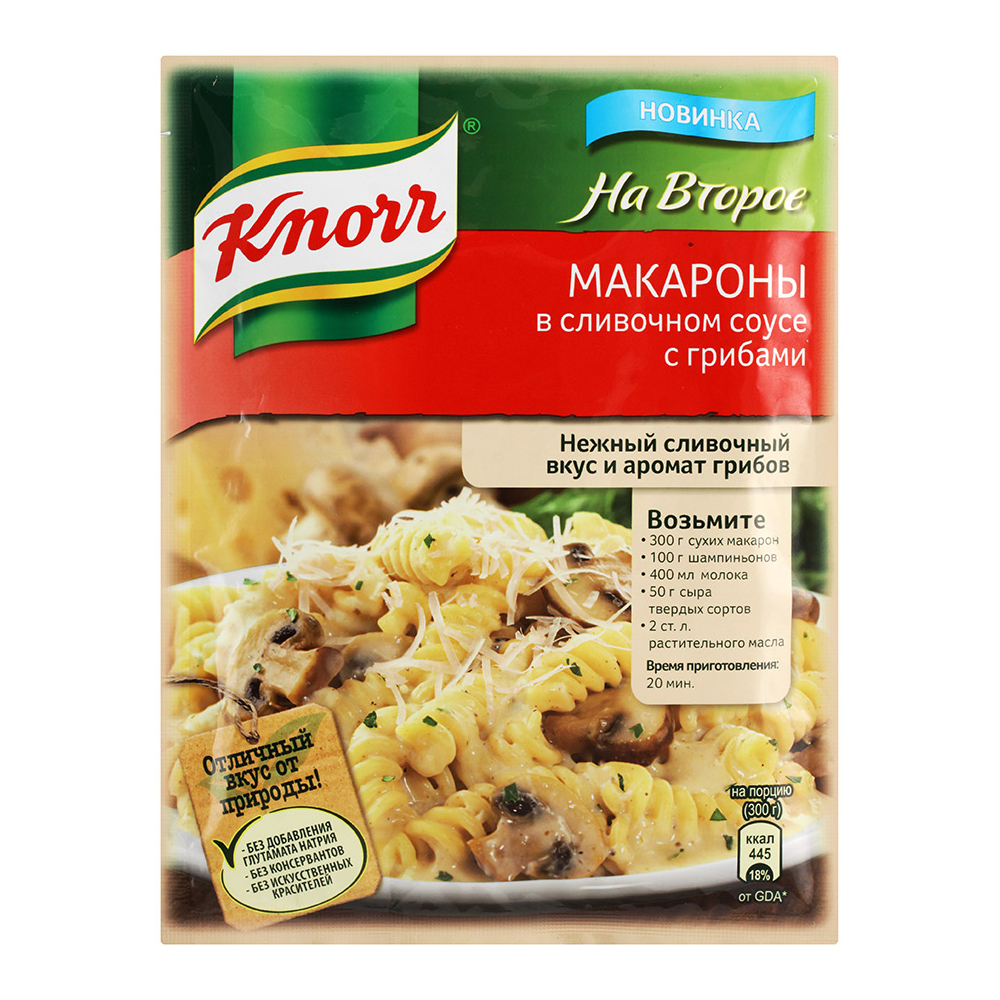 Knorr
®
НОВИНКА
На Второе
МАКАРОНЫ
в сливочном соусе
с грибами
Нежный сливочный
вкус и аромат грибов
Возьмите
• 300 г сухих макарон
• 100 г шампиньонов
• 400 мл молока
• 50 г сыра
твердых сортов
• 2 ст. л.
растительного масла
Время приготовления:
20 мин.
Отличный
вкус от
природы!
- БЕЗ ДОБАВЛЕНИЯ
ГЛУТАМАТА НАТРИЯ
- БЕЗ КОНСЕРВАНТОВ
- БЕЗ ИСКУССТВЕННЫХ
КРАСИТЕЛЕЙ
на порцию
(300 г)
ккал
445
18%
от GDA*